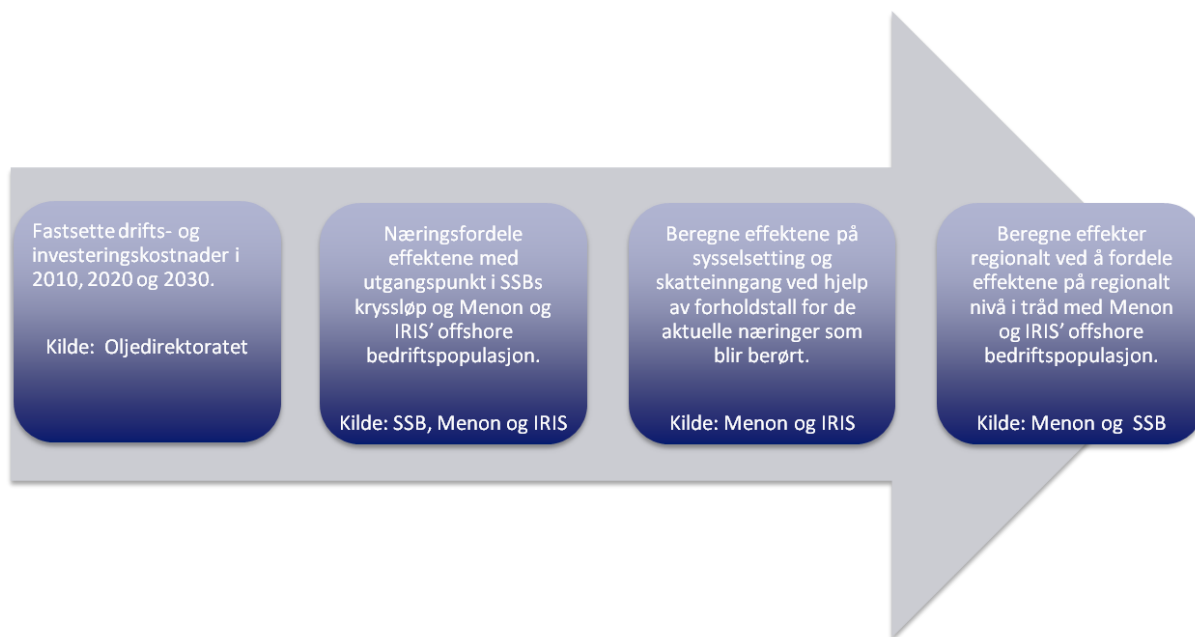 Fastsette drifts- og
investeringskostnader i
2010, 2020 og 2030.
Kilde: Oljedirektoratet
Næringsfordele
effektene med
utgangspunkt i SSBs
kryssløp og Menon og
IRIS’ offshore
bedriftspopulasjon.
Kilde: SSB, Menon og IRIS
Beregne effektene på
sysselsetting og
skatteinngang ved hjelp
av forholdstall for de
aktuelle næringer som
blir berørt.
Kilde: Menon og IRIS
Beregne effekter
regionalt ved å fordele
effektene på regionalt
nivå i tråd med Menon
og IRIS’ offshore
bedriftspopulasjon.
Kilde: Menon og SSB